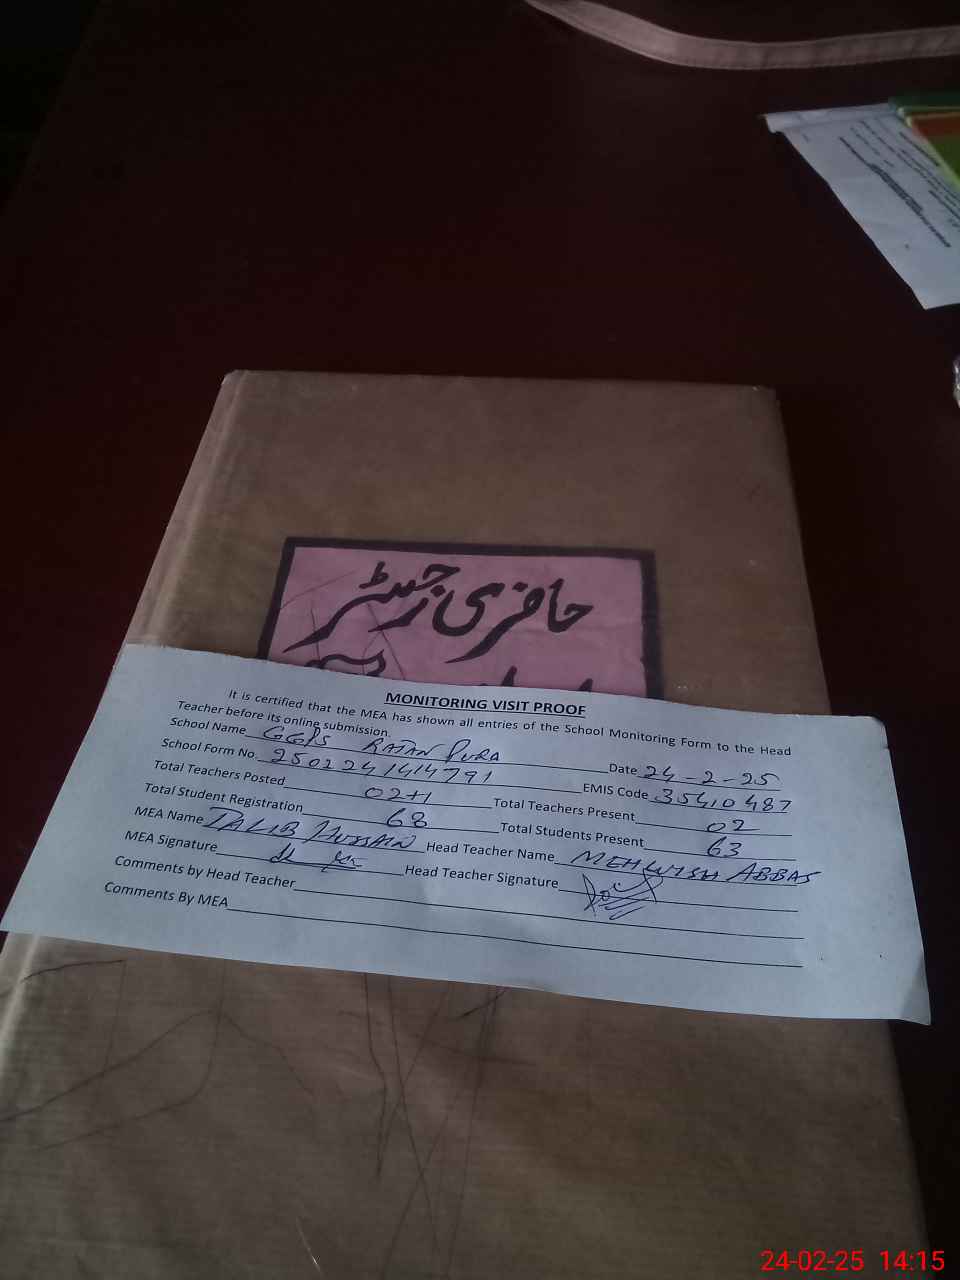 حاضری رجسٹر
MONITORING VISIT PROOF
It is certified that the MEA has shown all entries of the School Monitoring Form to the Head
Teacher before its online submission.
School Name GGPS RATAN PURA Date 24-2-25
School Form No. 2502241414791 EMIS Code 35410487
Total Teachers Posted 02+1 Total Teachers Present 02
Total Student Registration 68 Total Students Present 63
MEA Name TALIB HUSSAIN Head Teacher Name MEHWISH ABBAS
MEA Signature Head Teacher Signature
Comments by Head Teacher
Comments By MEA
24-02-25 14:15